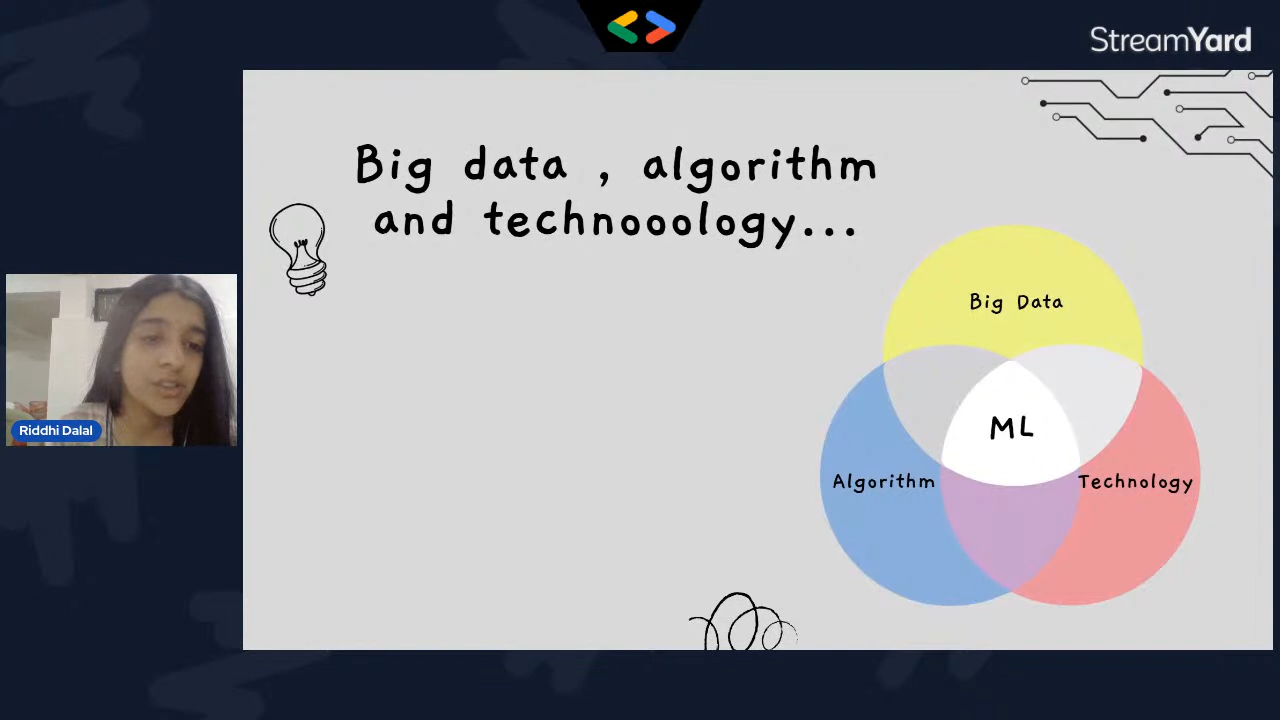 StreamYard
Big data , algorithm
and technooology...
Big Data
ML
Algorithm
Technology
Riddhi Dalal